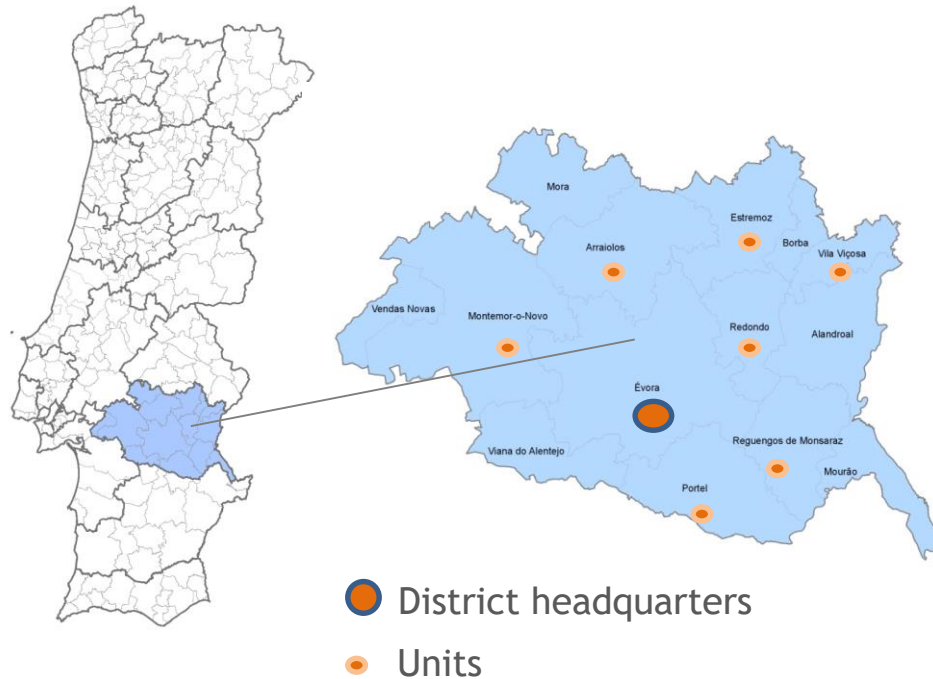 Mora
Estremoz
Arraiolos
Borba
Vila Viçosa
Vendas Novas
Montemor-o-Novo
Redondo
Alandroal
Évora
Reguengos de Monsaraz
Viana do Alentejo
Mourão
Portel
District headquarters
Units